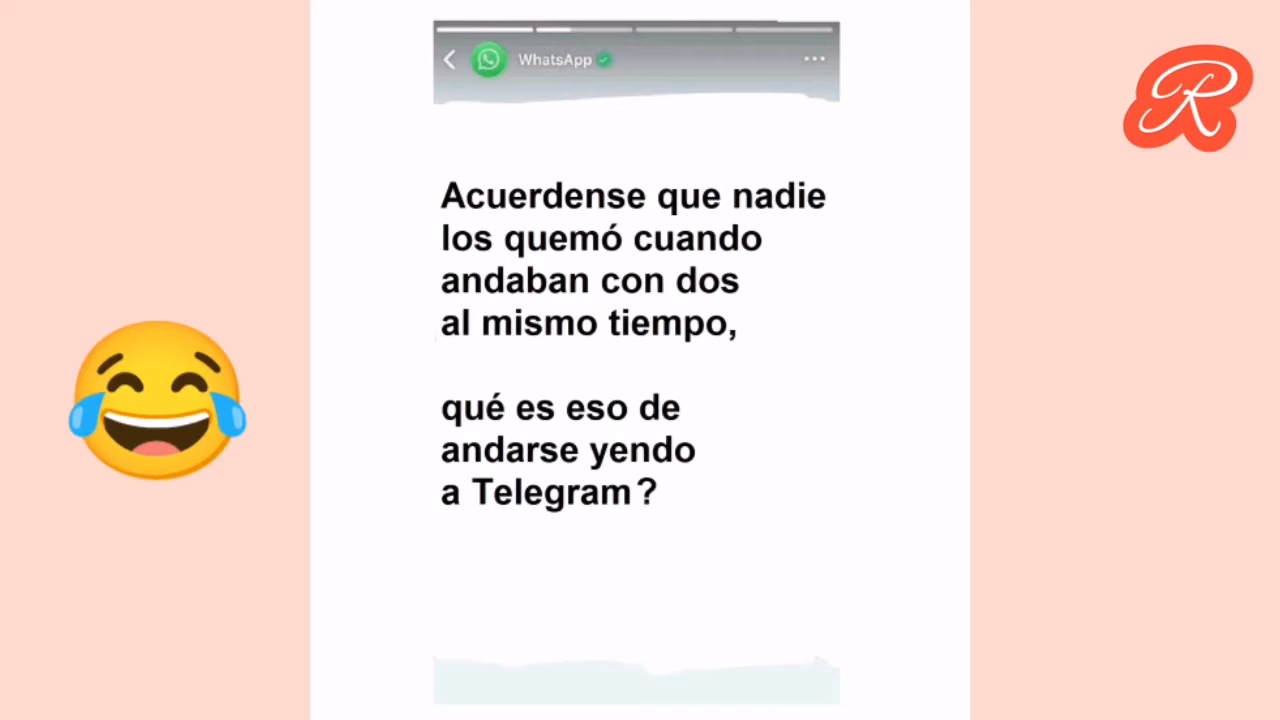 WhatsApp
R
Acuerdense que nadie
los quemó cuando
andaban con dos
al mismo tiempo,
qué es eso de
andarse yendo
a Telegram?